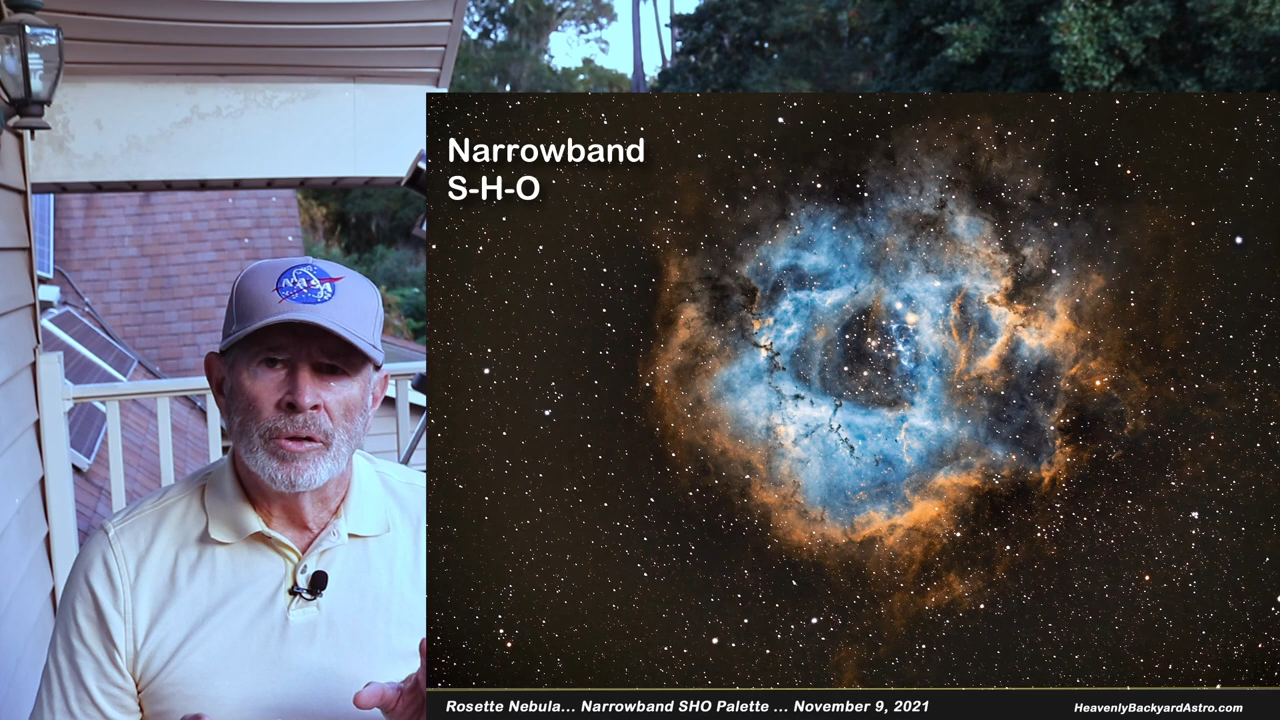 NASA
Narrowband
S-H-O
Rosette Nebula... Narrowband SHO Palette ... November 9, 2021
HeavenlyBackyardAstro.com